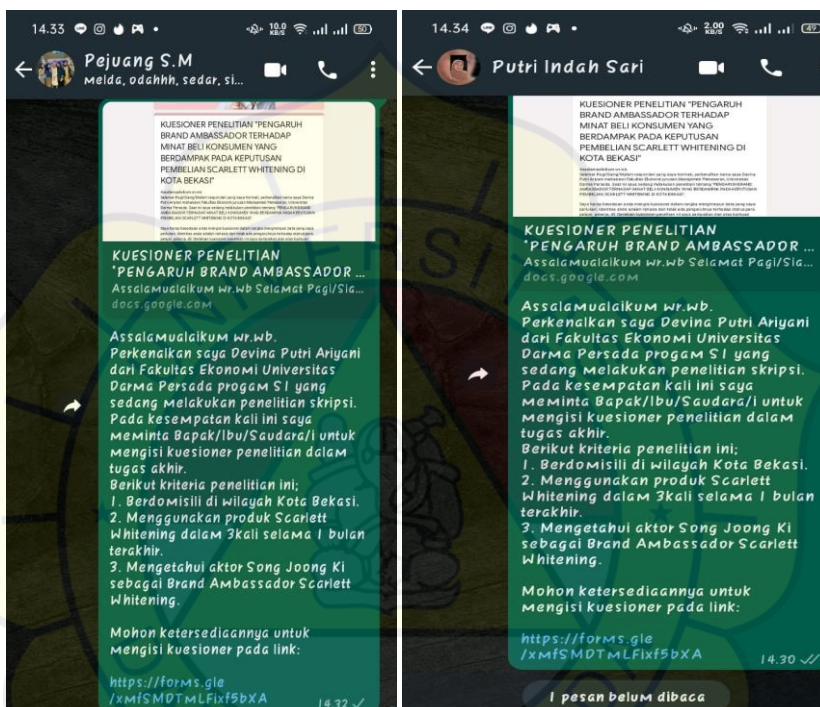 14.33
10.0 KB/S
50
Pejuang S.M
Melda, odahhh, sedar, si...
KUESIONER PENELITIAN "PENGARUH
BRAND AMBASSADOR TERHADAP
MINAT BELI KONSUMEN YANG
BERDAMPAK PADA KEPUTUSAN
PEMBELIAN SCARLETT WHITENING DI
KOTA BEKASI"
KUESIONER PENELITIAN
"PENGARUH BRAND AMBASSADOR ...
Assalamualaikum wr.wb Selamat Pagi/Sia...
docs.google.com
Assalamualaikum wr.wb.
Perkenalkan saya Devina Putri Ariyani
dari Fakultas Ekonomi Universitas
Darma Persada progam S1 yang
sedang melakukan penelitian skripsi.
Pada kesempatan kali ini saya
meminta Bapak/Ibu/Saudara/i untuk
mengisi kuesioner penelitian dalam
tugas akhir.
Berikut kriteria penelitian ini;
1. Berdomisili di wilayah Kota Bekasi.
2. Menggunakan produk Scarlett
Whitening dalam 3kali selama 1 bulan
terakhir.
3. Mengetahui aktor Song Joong Ki
sebagai Brand Ambassador Scarlett
Whitening.
Mohon ketersediaannya untuk
mengisi kuesioner pada link:
https://forms.gle
/xmfSMDTmLFixf5bXA
14.32
14.34
2.00 KB/S
49
Putri Indah Sari
KUESIONER PENELITIAN "PENGARUH
BRAND AMBASSADOR TERHADAP
MINAT BELI KONSUMEN YANG
BERDAMPAK PADA KEPUTUSAN
PEMBELIAN SCARLETT WHITENING DI
KOTA BEKASI"
KUESIONER PENELITIAN
"PENGARUH BRAND AMBASSADOR ...
Assalamualaikum wr.wb Selamat Pagi/Sia...
docs.google.com
Assalamualaikum wr.wb.
Perkenalkan saya Devina Putri Ariyani
dari Fakultas Ekonomi Universitas
Darma Persada progam S1 yang
sedang melakukan penelitian skripsi.
Pada kesempatan kali ini saya
meminta Bapak/Ibu/Saudara/i untuk
mengisi kuesioner penelitian dalam
tugas akhir.
Berikut kriteria penelitian ini;
1. Berdomisili di wilayah Kota Bekasi.
2. Menggunakan produk Scarlett
Whitening dalam 3kali selama 1 bulan
terakhir.
3. Mengetahui aktor Song Joong Ki
sebagai Brand Ambassador Scarlett
Whitening.
Mohon ketersediaannya untuk
mengisi kuesioner pada link:
https://forms.gle
/xmfSMDTmLFixf5bXA
14.30
1 pesan belum dibaca